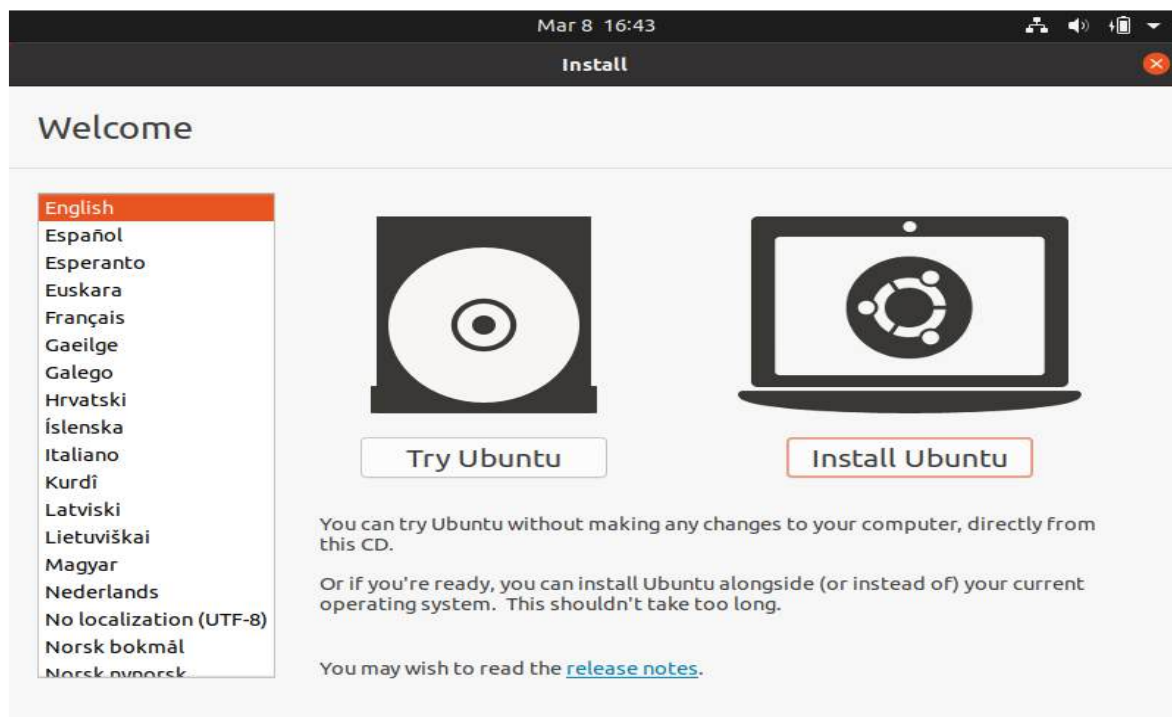 Mar 8 16:43
Install
Welcome
English
Español
Esperanto
Euskara
Français
Gaeilge
Galego
Hrvatski
Íslenska
Italiano
Kurdî
Latviski
Lietuviškai
Magyar
Nederlands
No localization (UTF-8)
Norsk bokmål
Norsk nynorsk
Try Ubuntu
Install Ubuntu
You can try Ubuntu without making any changes to your computer, directly from
this CD.
Or if you're ready, you can install Ubuntu alongside (or instead of) your current
operating system. This shouldn't take too long.
You may wish to read the release notes.